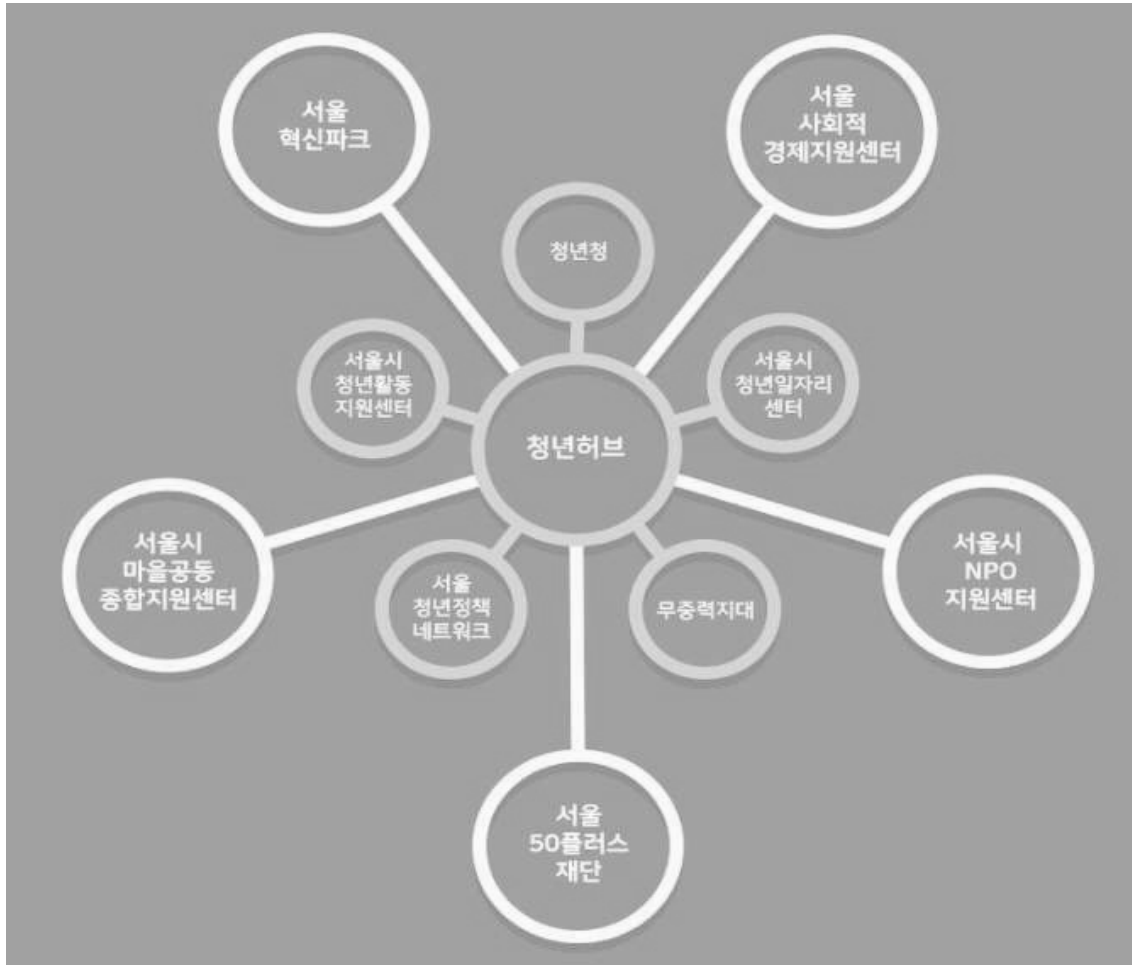 서울
혁신파크
서울
사회적
경제지원센터
청년청
서울시
청년활동
지원센터
서울시
청년일자리
센터
청년허브
서울시
마을공동
종합지원센터
서울
청년정책
네트워크
무중력지대
서울시
NPO
지원센터
서울
50플러스
재단